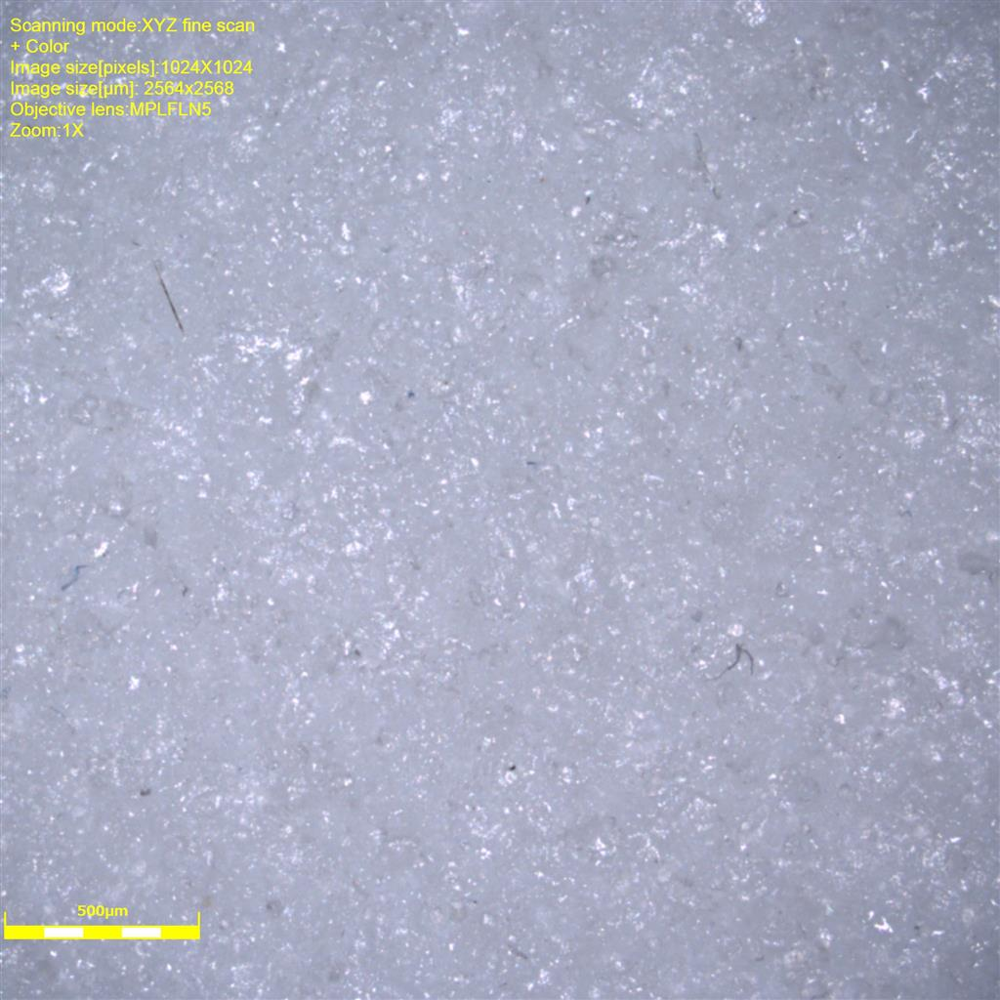 Scanning mode:XYZ fine scan
+ Color
Image size[pixels]:1024X1024
Image size[µm]: 2564x2568
Objective lens:MPLFLN5
Zoom:1X
500µm